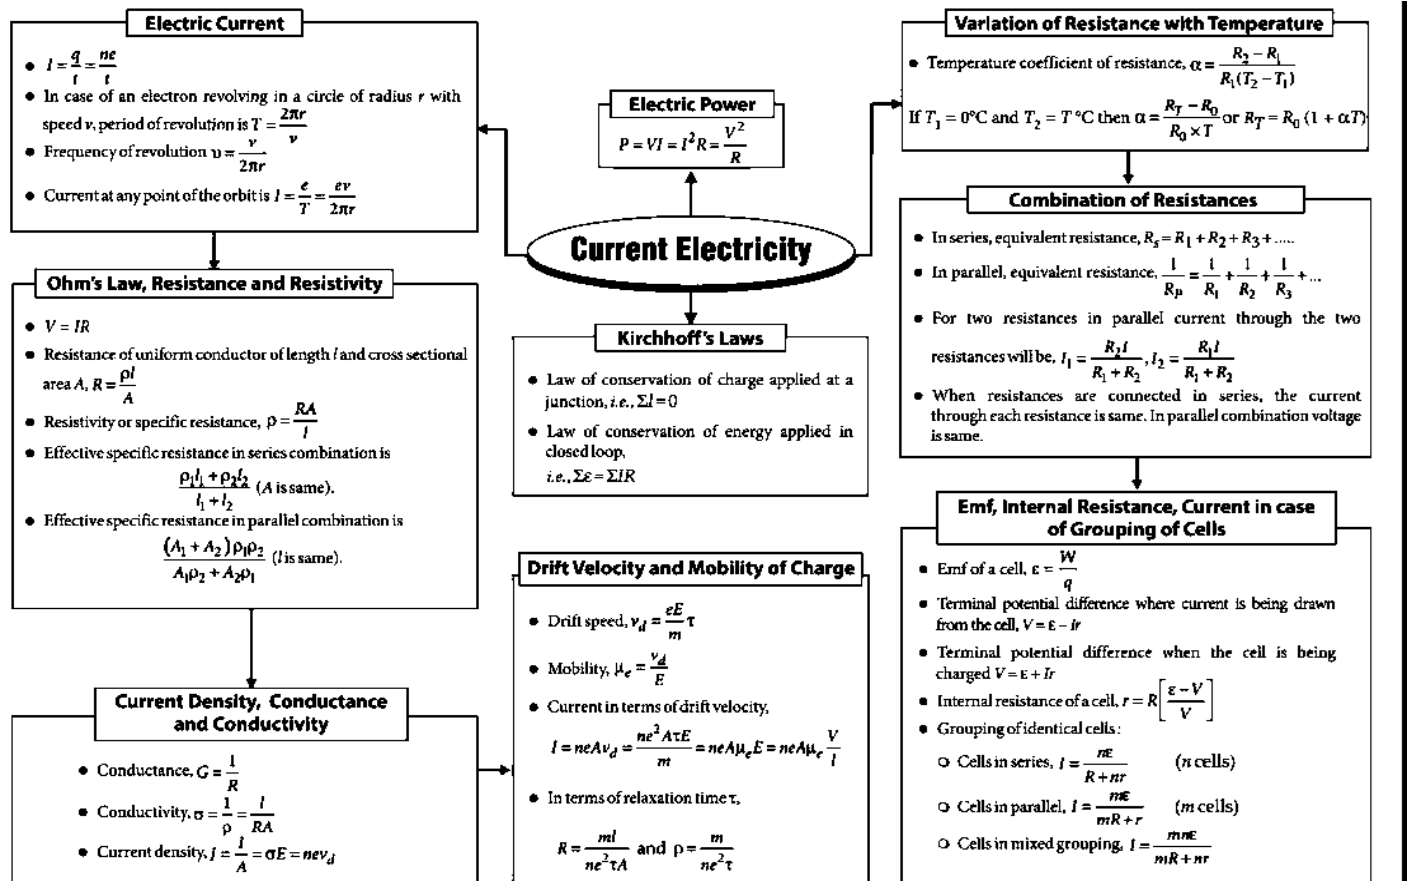 Electric Current
● I = q/t = ne/t
● In case of an electron revolving in a circle of radius r with
speed v, period of revolution is T = 2πr/v
● Frequency of revolution υ = v/2πr
● Current at any point of the orbit is I = e/T = ev/2πr
Ohm's Law, Resistance and Resistivity
● V = IR
● Resistance of uniform conductor of length l and cross sectional
area A, R = ρl/A
● Resistivity or specific resistance, ρ = RA/l
● Effective specific resistance in series combination is
(ρ₁l₁ + ρ₂l₂)/(l₁ + l₂) (A is same).
● Effective specific resistance in parallel combination is
(A₁ + A₂)ρ₁ρ₂/(A₁ρ₂ + A₂ρ₁) (l is same).
Current Density, Conductance
and Conductivity
● Conductance, G = 1/R
● Conductivity, σ = 1/ρ = l/RA
● Current density, j = I/A = σE = nev_d
Electric Power
P = VI = I²R = V²/R
Current Electricity
Kirchhoff's Laws
● Law of conservation of charge applied at a
junction, i.e., ΣI = 0
● Law of conservation of energy applied in
closed loop,
i.e., Σε = ΣIR
Drift Velocity and Mobility of Charge
● Drift speed, v_d = eE/m τ
● Mobility, μ_e = v_d/E
● Current in terms of drift velocity,
I = neAv_d = ne²AτE/m = neAμ_eE = neAμ_e V/l
● In terms of relaxation time τ,
R = ml/ne²τA and ρ = m/ne²τ
Variation of Resistance with Temperature
● Temperature coefficient of resistance, α = (R₂ − R₁)/R₁(T₂ − T₁)
If T₁ = 0°C and T₂ = T °C then α = (R_T − R₀)/(R₀ × T) or R_T = R₀ (1 + αT)
Combination of Resistances
● In series, equivalent resistance, R_s = R₁ + R₂ + R₃ + .....
● In parallel, equivalent resistance, 1/R_p = 1/R₁ + 1/R₂ + 1/R₃ + ...
● For two resistances in parallel current through the two
resistances will be, I₁ = R₂I/(R₁ + R₂), I₂ = R₁I/(R₁ + R₂)
● When resistances are connected in series, the current
through each resistance is same. In parallel combination voltage
is same.
Emf, Internal Resistance, Current in case
of Grouping of Cells
● Emf of a cell, ε = W/q
● Terminal potential difference where current is being drawn
from the cell, V = ε − Ir
● Terminal potential difference when the cell is being
charged V = ε + Ir
● Internal resistance of a cell, r = R[(ε − V)/V]
● Grouping of identical cells :
○ Cells in series, I = nε/(R + nr) (n cells)
○ Cells in parallel, I = mε/(mR + r) (m cells)
○ Cells in mixed grouping, I = mnε/(mR + nr)